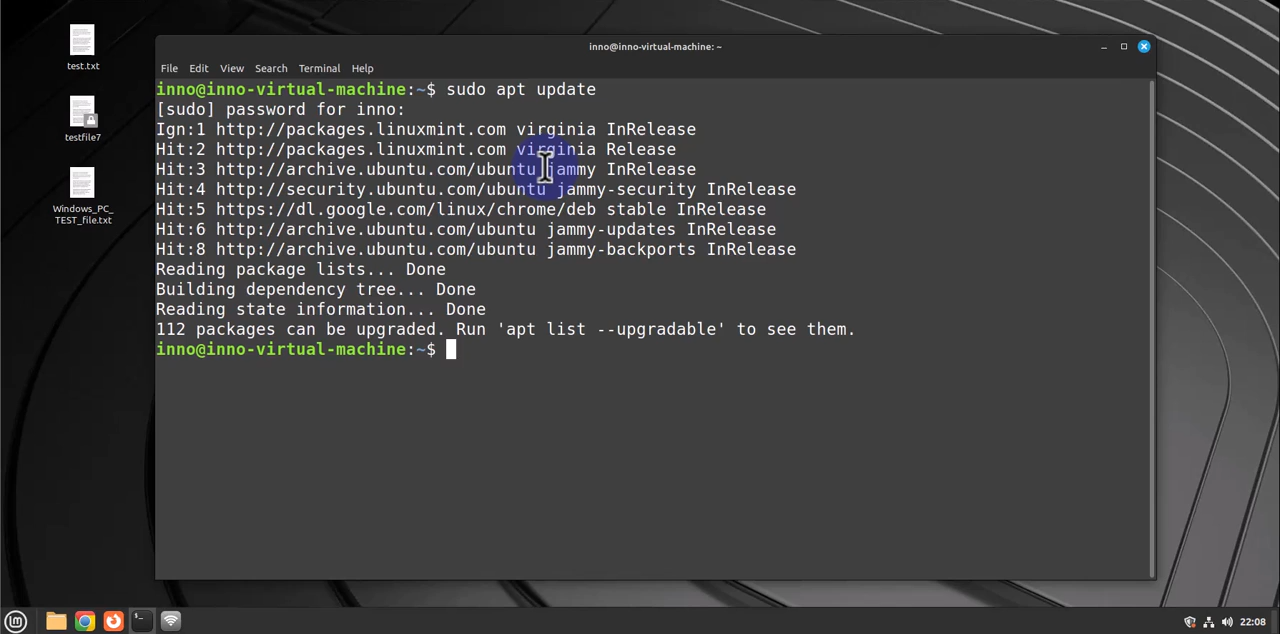 test.txt
testfile7
Windows_PC_
TEST_file.txt
inno@inno-virtual-machine: ~
File Edit View Search Terminal Help
inno@inno-virtual-machine:~$ sudo apt update
[sudo] password for inno:
Ign:1 http://packages.linuxmint.com virginia InRelease
Hit:2 http://packages.linuxmint.com virginia Release
Hit:3 http://archive.ubuntu.com/ubuntu jammy InRelease
Hit:4 http://security.ubuntu.com/ubuntu jammy-security InRelease
Hit:5 https://dl.google.com/linux/chrome/deb stable InRelease
Hit:6 http://archive.ubuntu.com/ubuntu jammy-updates InRelease
Hit:8 http://archive.ubuntu.com/ubuntu jammy-backports InRelease
Reading package lists... Done
Building dependency tree... Done
Reading state information... Done
112 packages can be upgraded. Run 'apt list --upgradable' to see them.
inno@inno-virtual-machine:~$
22:08